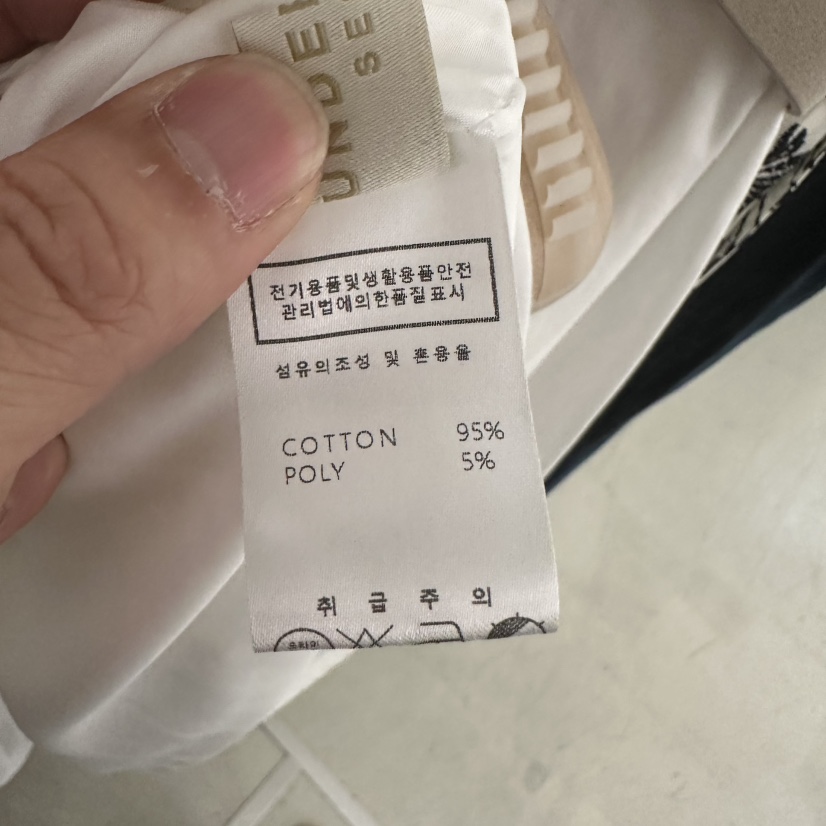 UNDE
SE
전기용품및생활용품안전
관리법에의한품질표시
섬유의조성 및 혼용율
COTTON 95%
POLY 5%
취급주의